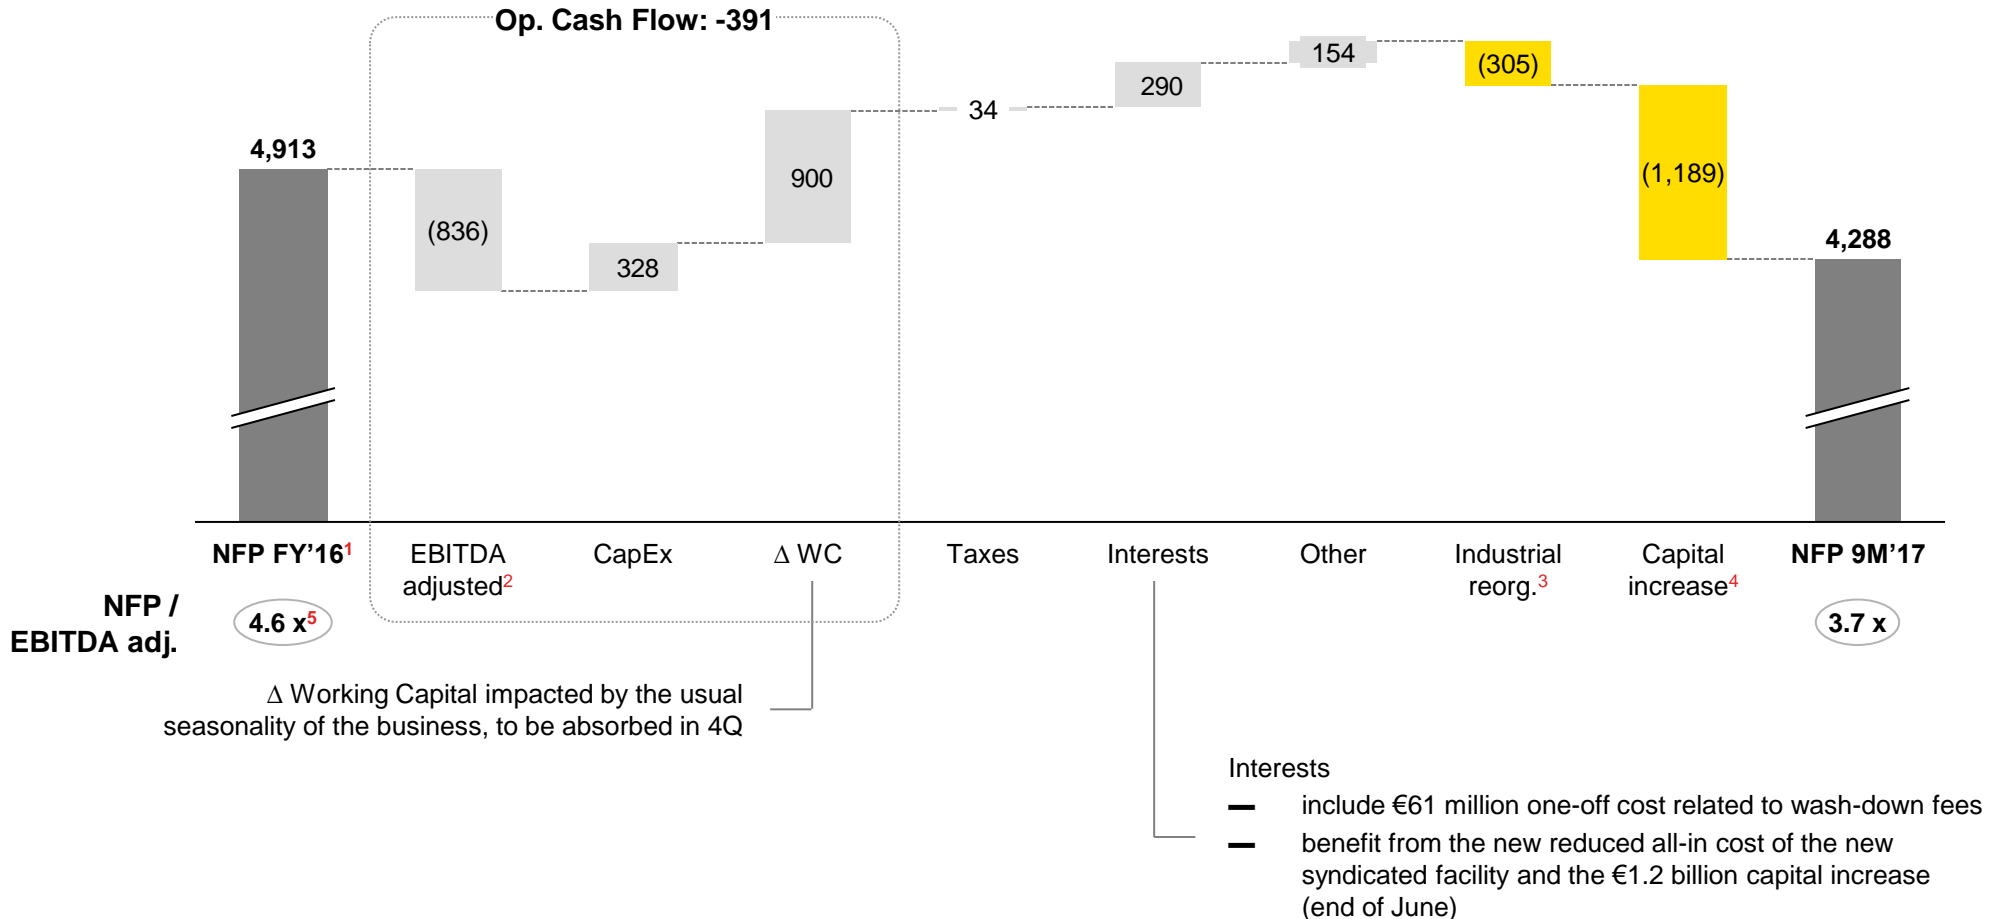 Op. Cash Flow: -391
4,913
(836)
328
900
34
290
154
(305)
(1,189)
4,288
NFP FY’16¹
EBITDA
adjusted²
CapEx
Δ WC
Taxes
Interests
Other
Industrial
reorg.³
Capital
increase⁴
NFP 9M’17
NFP /
EBITDA adj.
4.6 x⁵
3.7 x
Δ Working Capital impacted by the usual
seasonality of the business, to be absorbed in 4Q
Interests
– include €61 million one-off cost related to wash-down fees
– benefit from the new reduced all-in cost of the new
syndicated facility and the €1.2 billion capital increase
(end of June)